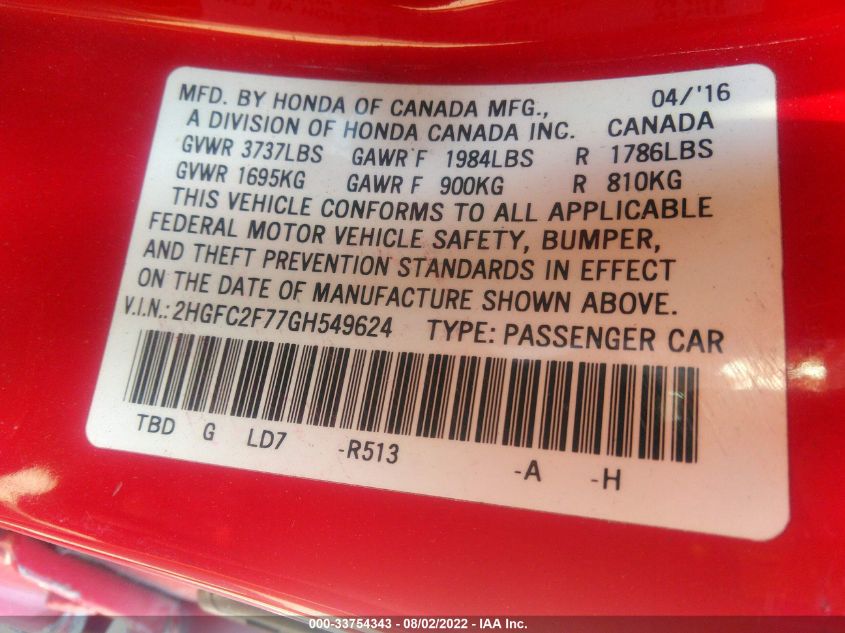 MFD. BY HONDA OF CANADA MFG., 04/'16
A DIVISION OF HONDA CANADA INC. CANADA
GVWR 3737LBS GAWR F 1984LBS R 1786LBS
GVWR 1695KG GAWR F 900KG R 810KG
THIS VEHICLE CONFORMS TO ALL APPLICABLE
FEDERAL MOTOR VEHICLE SAFETY, BUMPER,
AND THEFT PREVENTION STANDARDS IN EFFECT
ON THE DATE OF MANUFACTURE SHOWN ABOVE.
V.I.N.: 2HGFC2F77GH549624 TYPE: PASSENGER CAR
TBD G LD7 -R513 -A -H
000-33754343 - 08/02/2022 - IAA Inc.